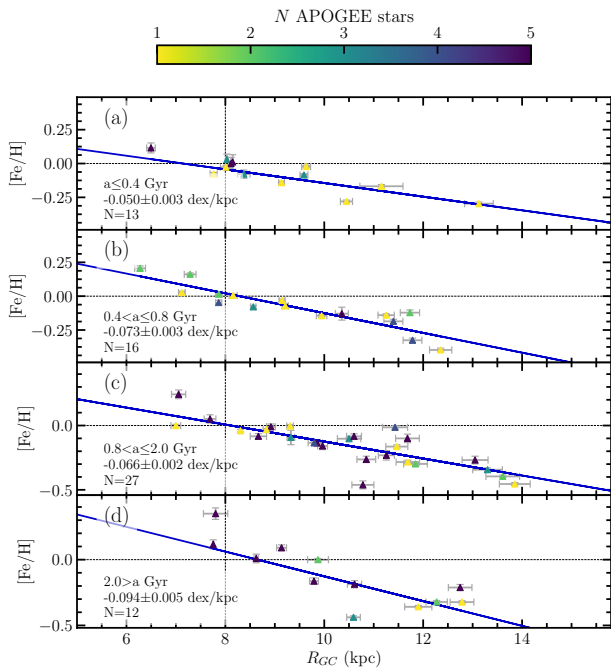 N APOGEE stars
1 2 3 4 5
(a)
[Fe/H]
0.25
0.00
−0.25
a≤0.4 Gyr
-0.050±0.003 dex/kpc
N=13
(b)
[Fe/H]
0.25
0.00
−0.25
0.4<a≤0.8 Gyr
-0.073±0.003 dex/kpc
N=16
(c)
[Fe/H]
0.0
−0.5
0.8<a≤2.0 Gyr
-0.066±0.002 dex/kpc
N=27
(d)
[Fe/H]
0.5
0.0
−0.5
2.0>a Gyr
-0.094±0.005 dex/kpc
N=12
6 8 10 12 14
R_GC (kpc)